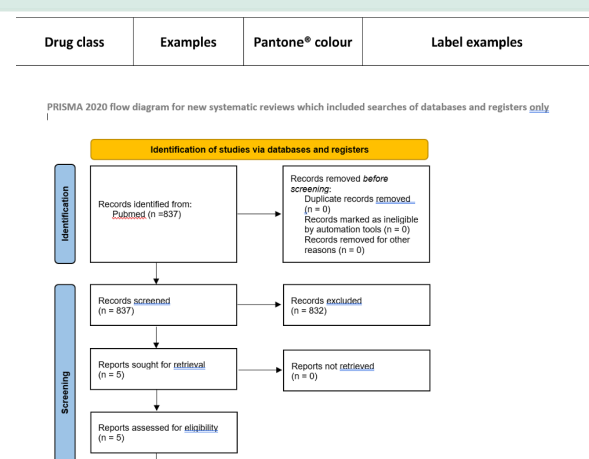 Drug class Examples Pantone® colour Label examples
PRISMA 2020 flow diagram for new systematic reviews which included searches of databases and registers only
Identification of studies via databases and registers
Identification
Records identified from:
Pubmed (n =837)
Records removed before
screening:
Duplicate records removed
(n = 0)
Records marked as ineligible
by automation tools (n = 0)
Records removed for other
reasons (n = 0)
Screening
Records screened
(n = 837)
Records excluded
(n = 832)
Reports sought for retrieval
(n = 5)
Reports not retrieved
(n = 0)
Reports assessed for eligibility
(n = 5)